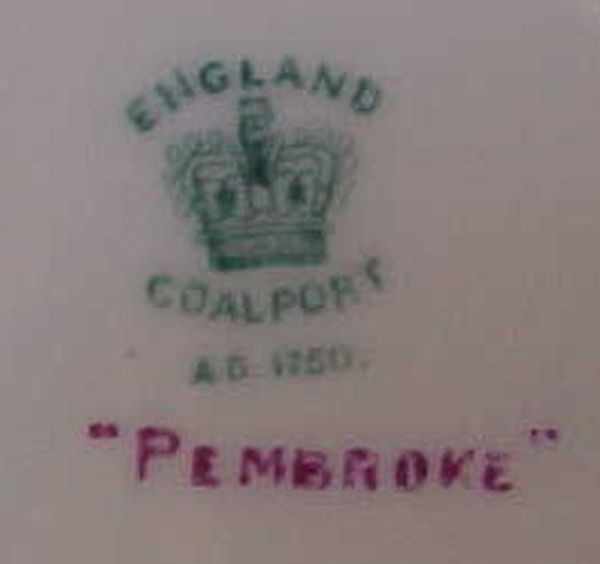 ENGLAND
COALPORT
A.D. 1750.
"PEMBROKE"